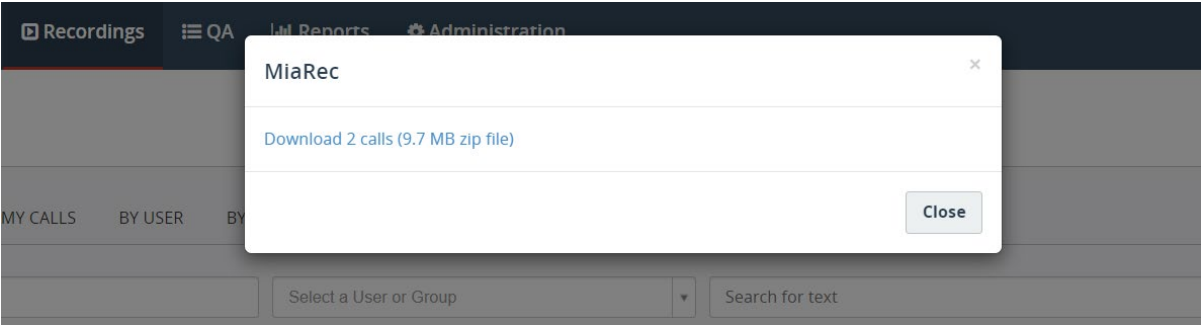 Recordings QA Reports Administration
MiaRec ×
Download 2 calls (9.7 MB zip file)
MY CALLS BY USER BY
Close
Select a User or Group Search for text